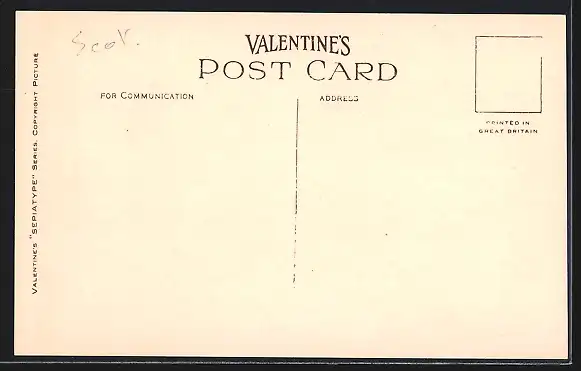 Scot.
VALENTINE'S
POST CARD
FOR COMMUNICATION
ADDRESS
PRINTED IN
GREAT BRITAIN
VALENTINE'S "SEPIATYPE" SERIES. COPYRIGHT PICTURE